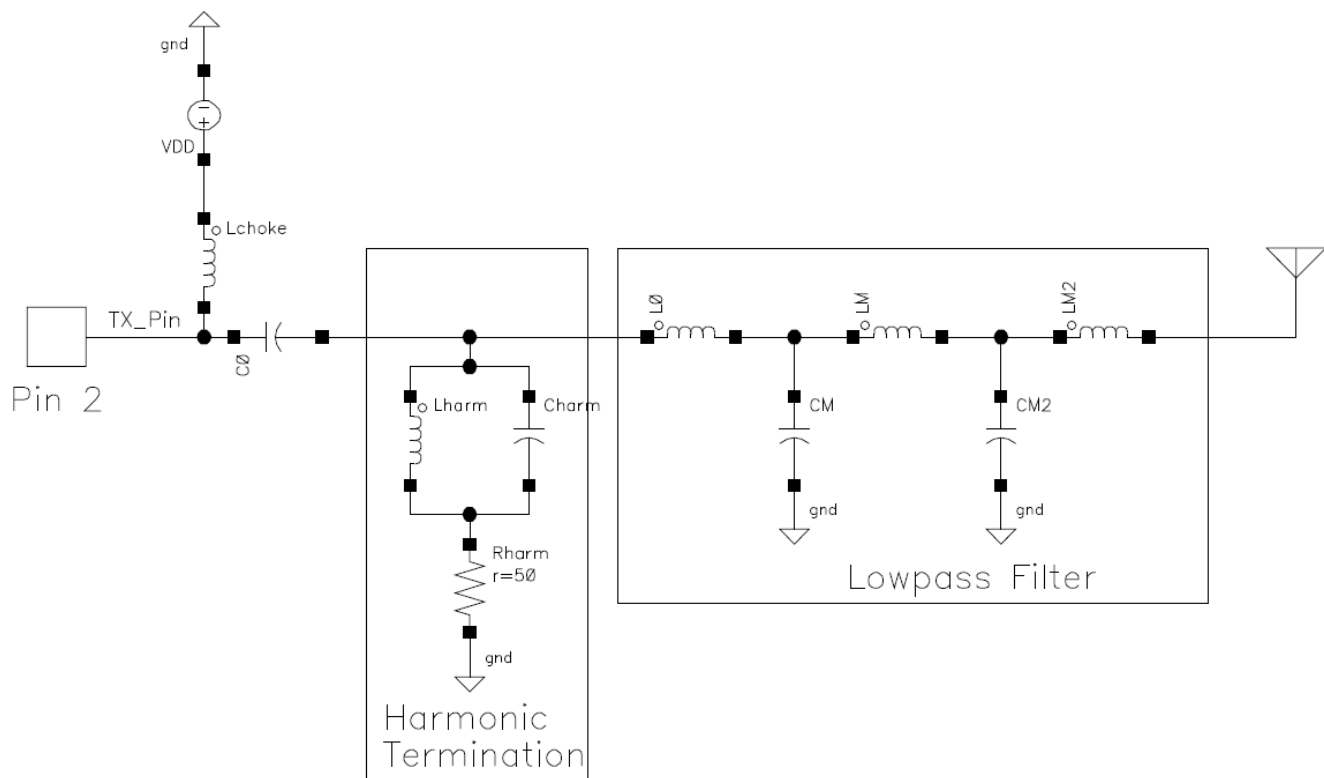 gnd
VDD
Lchoke
TX_Pin
Pin 2
CØ
Lharm
Charm
Rharm
r=5Ø
gnd
Harmonic
Termination
LØ
LM
LM2
CM
CM2
gnd
gnd
Lowpass Filter